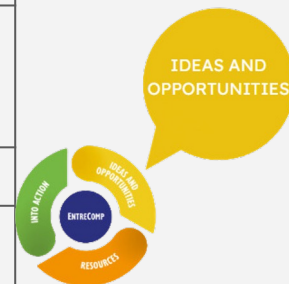 IDEAS AND
OPPORTUNITIES
IDEAS AND
OPPORTUNITIES
INTO ACTION
ENTRECOMP
RESOURCES